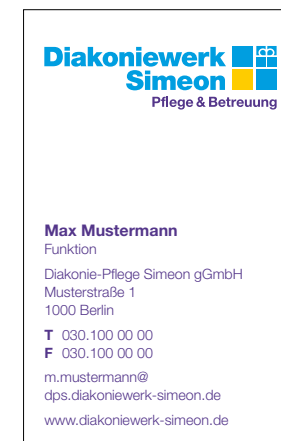 Diakoniewerk
Simeon
Pflege & Betreuung
Max Mustermann
Funktion
Diakonie-Pflege Simeon gGmbH
Musterstraße 1
1000 Berlin
T 030.100 00 00
F 030.100 00 00
m.mustermann@
dps.diakoniewerk-simeon.de
www.diakoniewerk-simeon.de